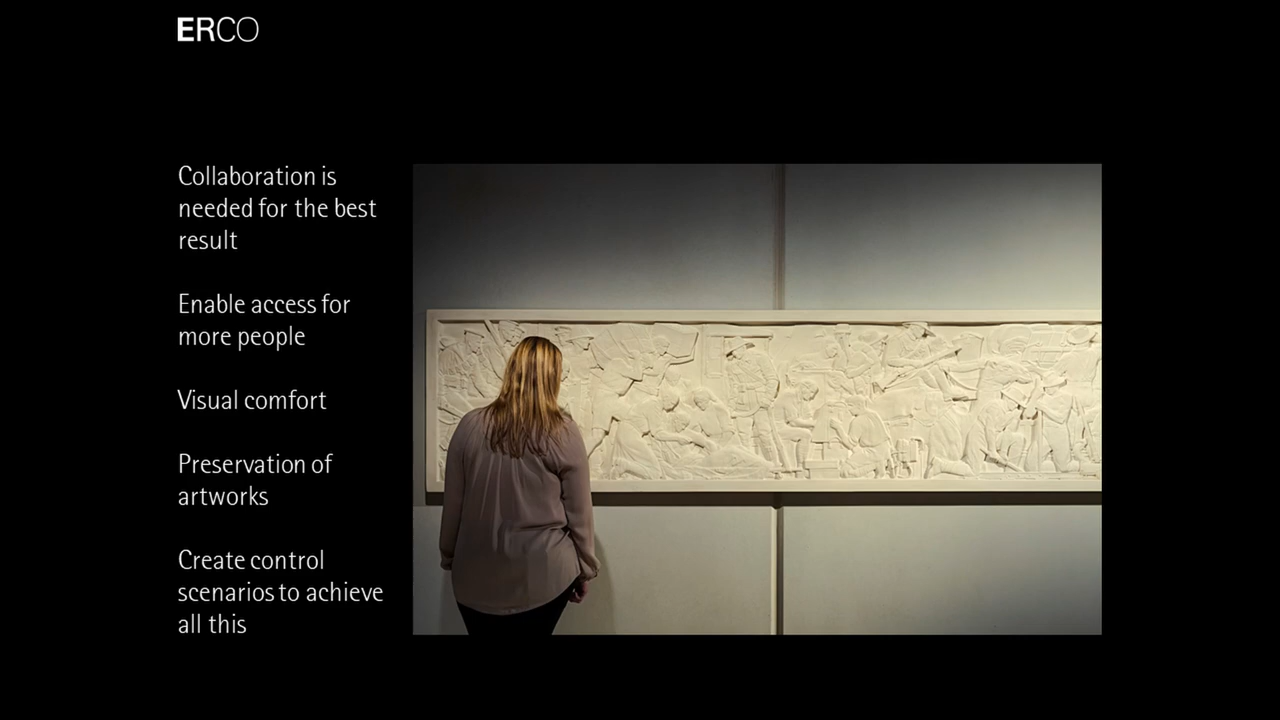 ERCO
Collaboration is
needed for the best
result
Enable access for
more people
Visual comfort
Preservation of
artworks
Create control
scenarios to achieve
all this